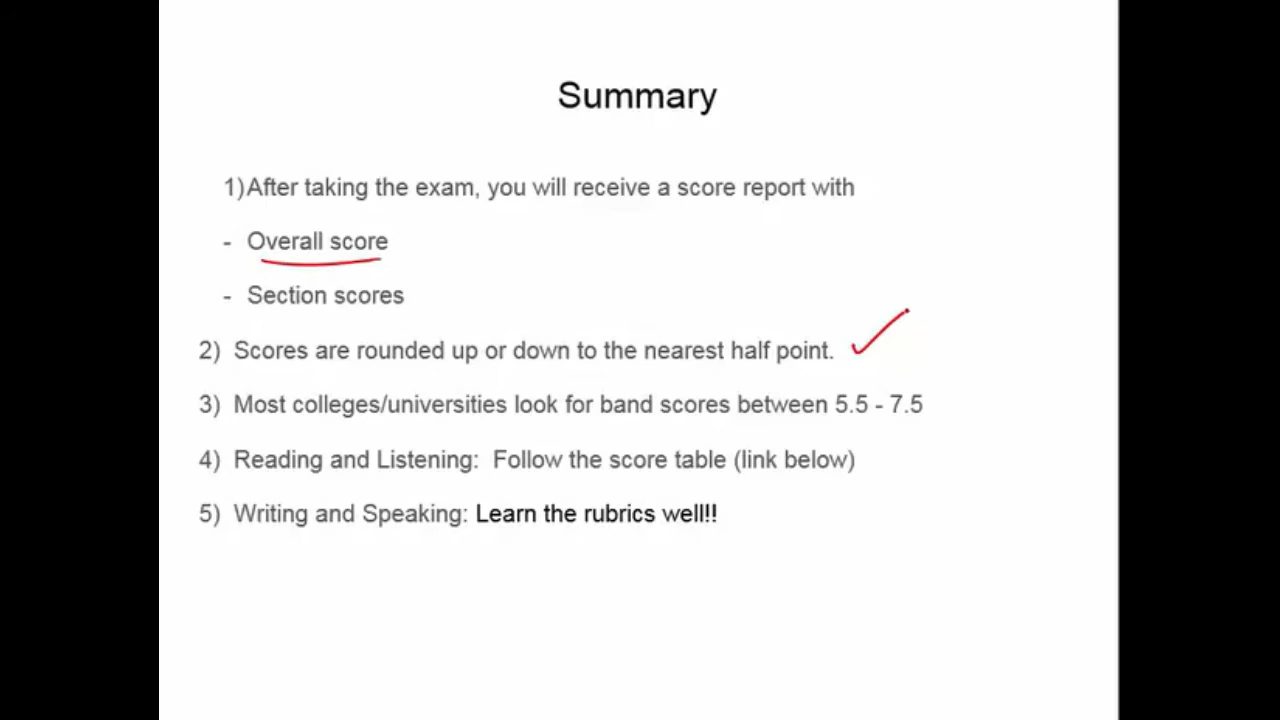 Summary
1)After taking the exam, you will receive a score report with
- Overall score
- Section scores
2) Scores are rounded up or down to the nearest half point.
3) Most colleges/universities look for band scores between 5.5 - 7.5
4) Reading and Listening: Follow the score table (link below)
5) Writing and Speaking: Learn the rubrics well!!